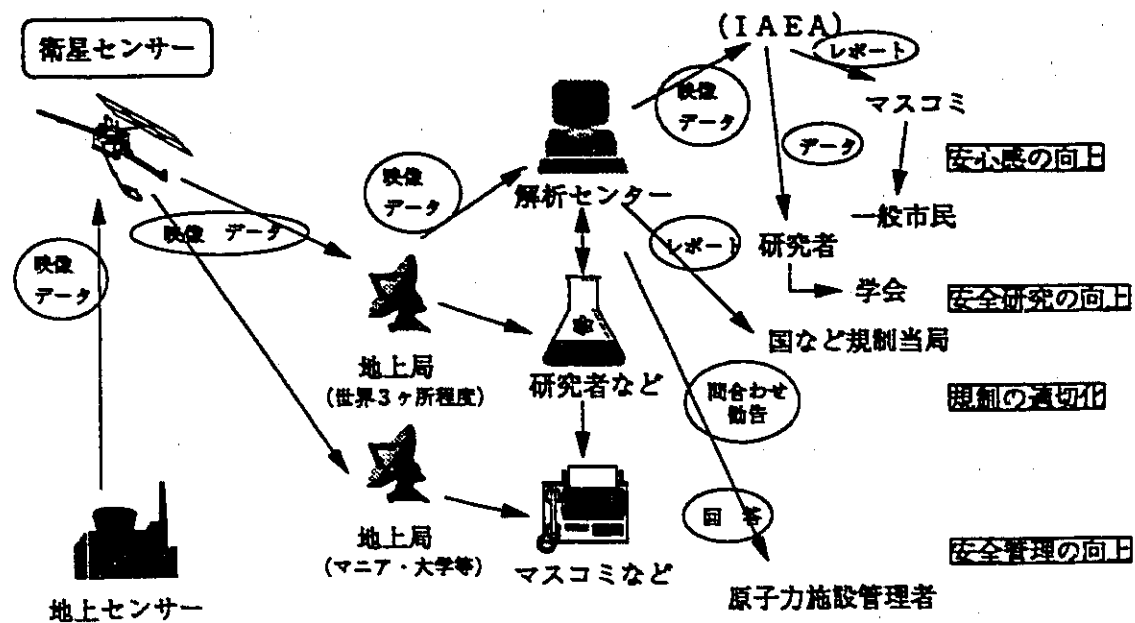 衛星センサー
(IAEA)
レポート
映像
データ
マスコミ
データ
安心感の向上
映像
データ
解析センター
一般市民
映像 データ
レポート
研究者
映像
データ
学会
安全研究の向上
国など規制当局
地上局
(世界3ヶ所程度)
研究者など
問合わせ
勧告
規制の適切化
回 答
地上局
(マニア・大学等)
マスコミなど
安全管理の向上
地上センサー
原子力施設管理者